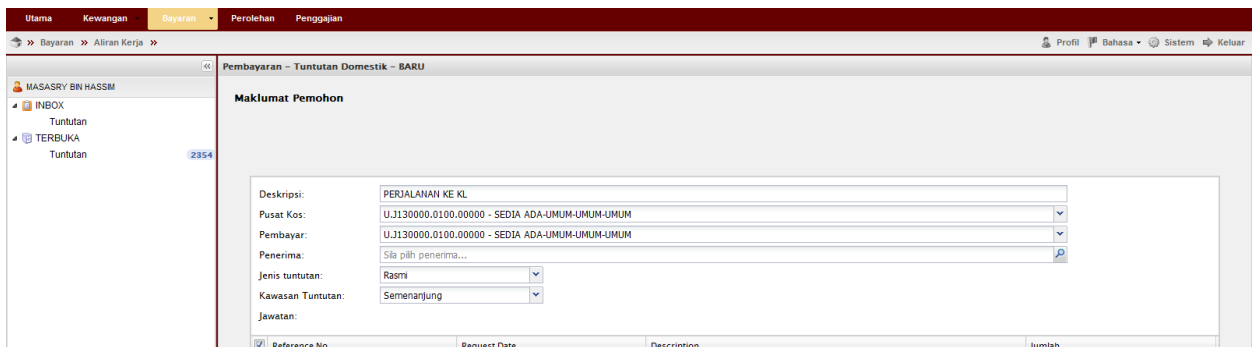 Utama Kewangan Bayaran Perolehan Penggajian
» Bayaran » Aliran Kerja » Profil Bahasa Sistem Keluar
« Pembayaran - Tuntutan Domestik - BARU
MASASRY BIN HASSIM
Maklumat Pemohon
INBOX
Tuntutan
TERBUKA
Tuntutan 2354
Deskripsi: PERJALANAN KE KL
Pusat Kos: U.J130000.0100.00000 - SEDIA ADA-UMUM-UMUM-UMUM
Pembayar: U.J130000.0100.00000 - SEDIA ADA-UMUM-UMUM-UMUM
Penerima: Sila pilih penerima...
Jenis tuntutan: Rasmi
Kawasan Tuntutan: Semenanjung
Jawatan:
Reference No Request Date Description Jumlah